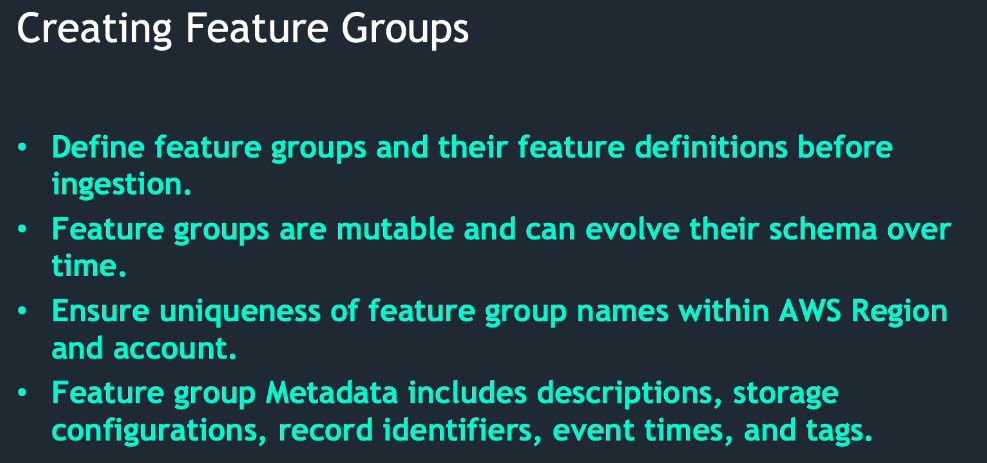 Creating Feature Groups
• Define feature groups and their feature definitions before
ingestion.
• Feature groups are mutable and can evolve their schema over
time.
• Ensure uniqueness of feature group names within AWS Region
and account.
• Feature group Metadata includes descriptions, storage
configurations, record identifiers, event times, and tags.